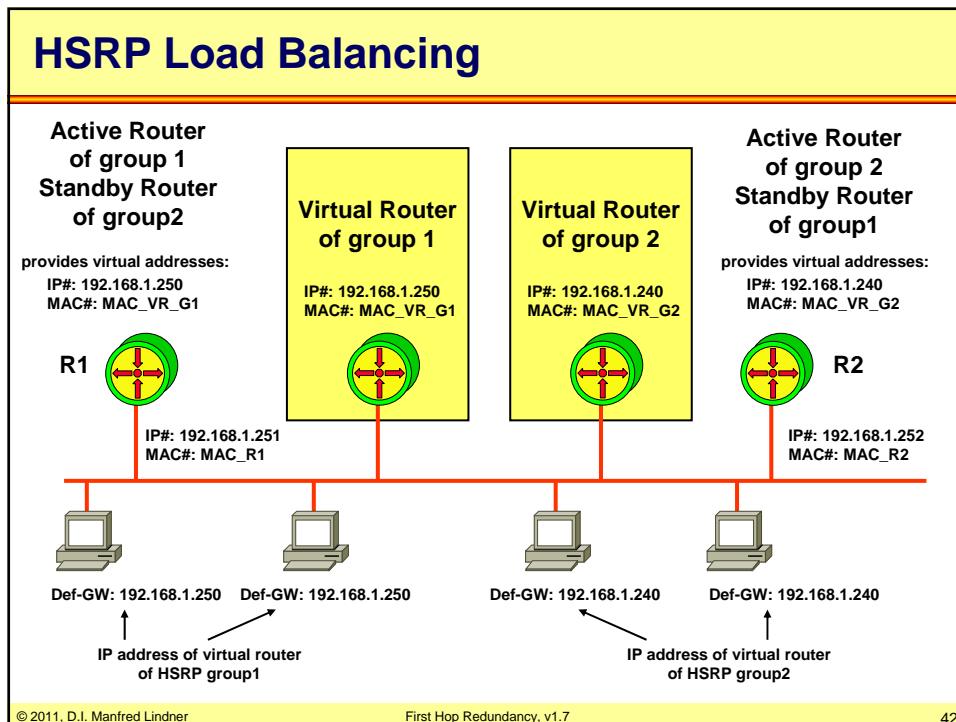 HSRP Load Balancing
Active Router
of group 1
Standby Router
of group2
provides virtual addresses:
IP#: 192.168.1.250
MAC#: MAC_VR_G1
Virtual Router
of group 1
IP#: 192.168.1.250
MAC#: MAC_VR_G1
Virtual Router
of group 2
IP#: 192.168.1.240
MAC#: MAC_VR_G2
Active Router
of group 2
Standby Router
of group1
provides virtual addresses:
IP#: 192.168.1.240
MAC#: MAC_VR_G2
R1
R2
IP#: 192.168.1.251
MAC#: MAC_R1
IP#: 192.168.1.252
MAC#: MAC_R2
Def-GW: 192.168.1.250
Def-GW: 192.168.1.250
Def-GW: 192.168.1.240
Def-GW: 192.168.1.240
IP address of virtual router
of HSRP group1
IP address of virtual router
of HSRP group2
© 2011, D.I. Manfred Lindner
First Hop Redundancy, v1.7
42